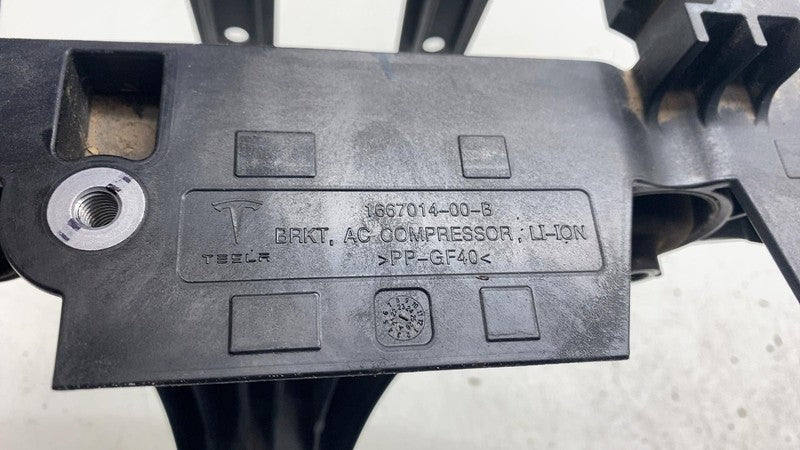 1667014-00-B
BRKT, AC COMPRESSOR, LI-ION
TESLA
>PP-GF40<